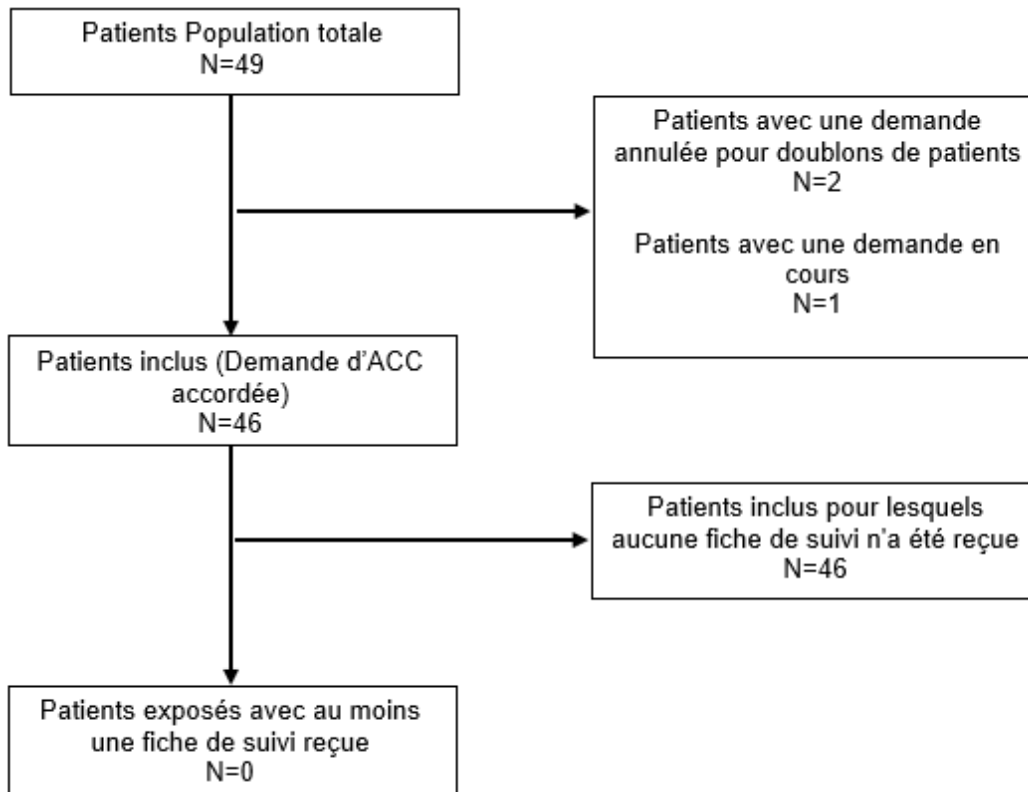 Patients Population totale
N=49
Patients avec une demande
annulée pour doublons de patients
N=2
Patients avec une demande en
cours
N=1
Patients inclus (Demande d'ACC
accordée)
N=46
Patients inclus pour lesquels
aucune fiche de suivi n'a été reçue
N=46
Patients exposés avec au moins
une fiche de suivi reçue
N=0